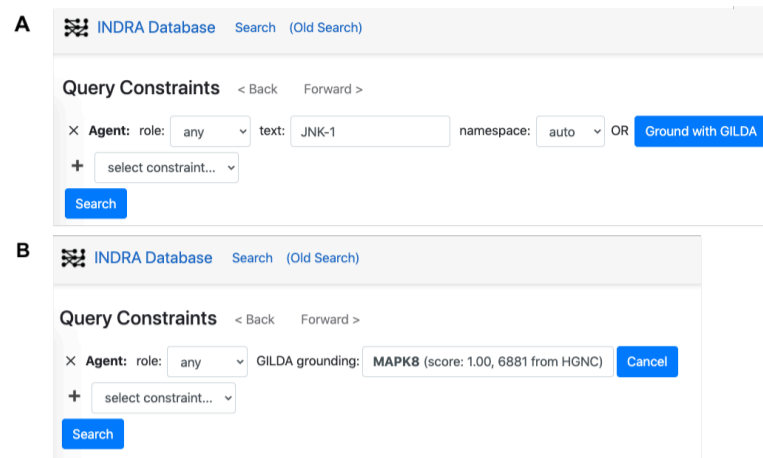 A
INDRA Database Search (Old Search)
Query Constraints < Back Forward >
× Agent: role: any text: JNK-1 namespace: auto OR Ground with GILDA
+ select constraint...
Search
B
INDRA Database Search (Old Search)
Query Constraints < Back Forward >
× Agent: role: any GILDA grounding: MAPK8 (score: 1.00, 6881 from HGNC) Cancel
+ select constraint...
Search